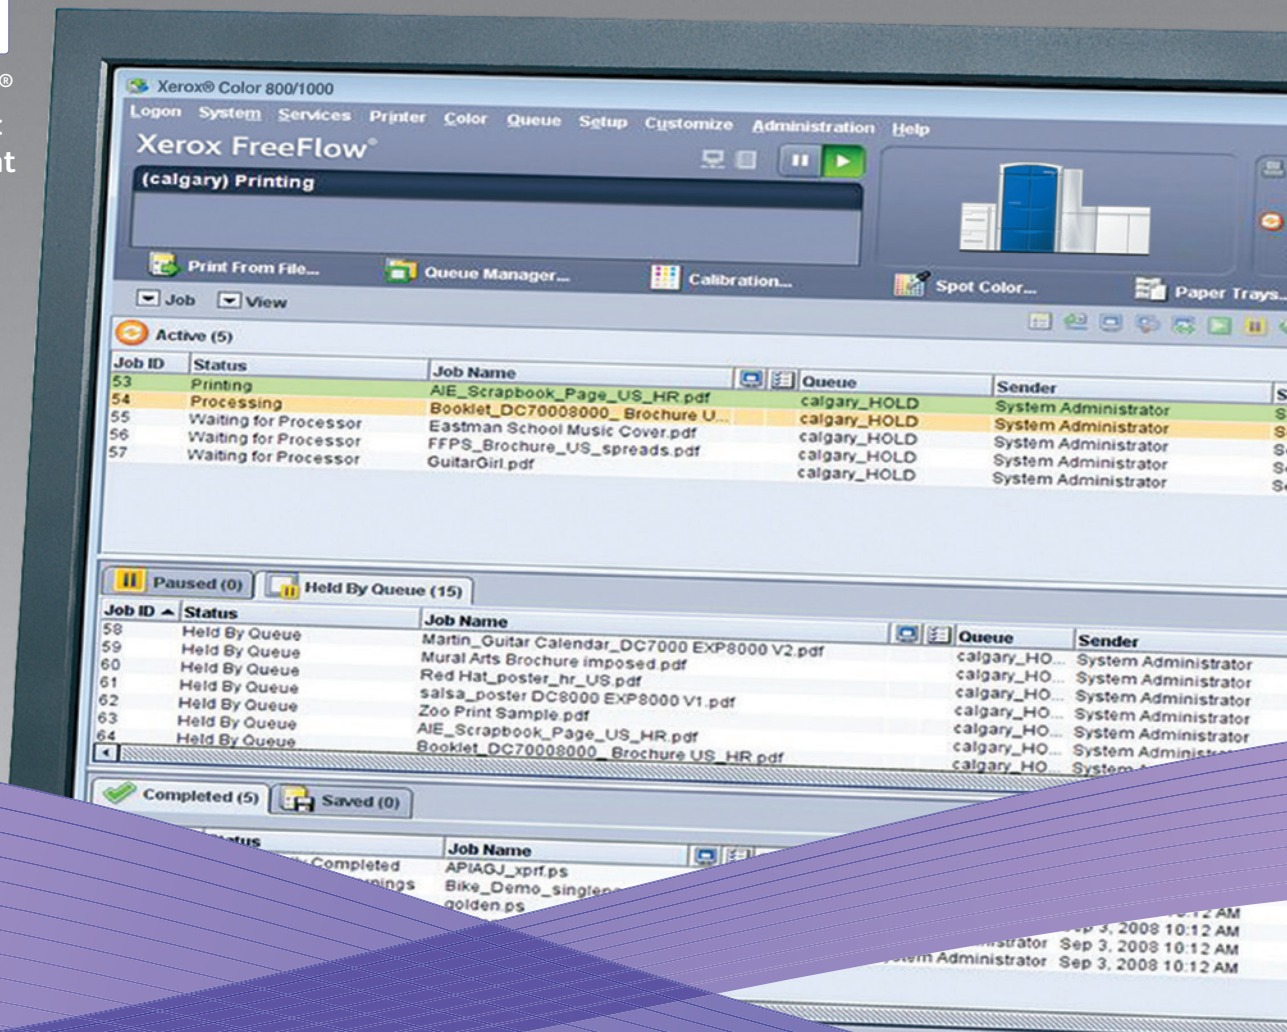 ®
Xerox® Color 800/1000
Logon System Services Printer Color Queue Setup Customize Administration Help
Xerox FreeFlow®
(calgary) Printing
Print From File... Queue Manager... Calibration... Spot Color... Paper Trays...
Job View
Active (5)
Job ID Status Job Name Queue Sender S
53 Printing AIE_Scrapbook_Page_US_HR.pdf calgary_HOLD System Administrator
54 Processing Booklet_DC70008000_ Brochure U... calgary_HOLD System Administrator
55 Waiting for Processor Eastman School Music Cover.pdf calgary_HOLD System Administrator
56 Waiting for Processor FFPS_Brochure_US_spreads.pdf calgary_HOLD System Administrator
57 Waiting for Processor GuitarGirl.pdf calgary_HOLD System Administrator
Paused (0) Held By Queue (15)
Job ID Status Job Name Queue Sender
58 Held By Queue Martin_Guitar Calendar_DC7000 EXP8000 V2.pdf calgary_HO... System Administrator
59 Held By Queue Mural Arts Brochure imposed.pdf calgary_HO... System Administrator
60 Held By Queue Red Hat_poster_hr_US.pdf calgary_HO... System Administrator
61 Held By Queue salsa_poster DC8000 EXP8000 V1.pdf calgary_HO... System Administrator
62 Held By Queue Zoo Print Sample.pdf calgary_HO... System Administrator
63 Held By Queue AIE_Scrapbook_Page_US_HR.pdf calgary_HO...
64 Held By Queue Booklet_DC70008000_ Brochure US_HR.pdf calgary_HO...
Completed (5) Saved (0)
Job Name
Completed APIAGJ_xprf.ps
Bike_Demo_singlep
golden.ps
12 AM
3, 2008 10:12 AM
Sep 3, 2008 10:12 AM
Administrator Sep 3, 2008 10:12 AM